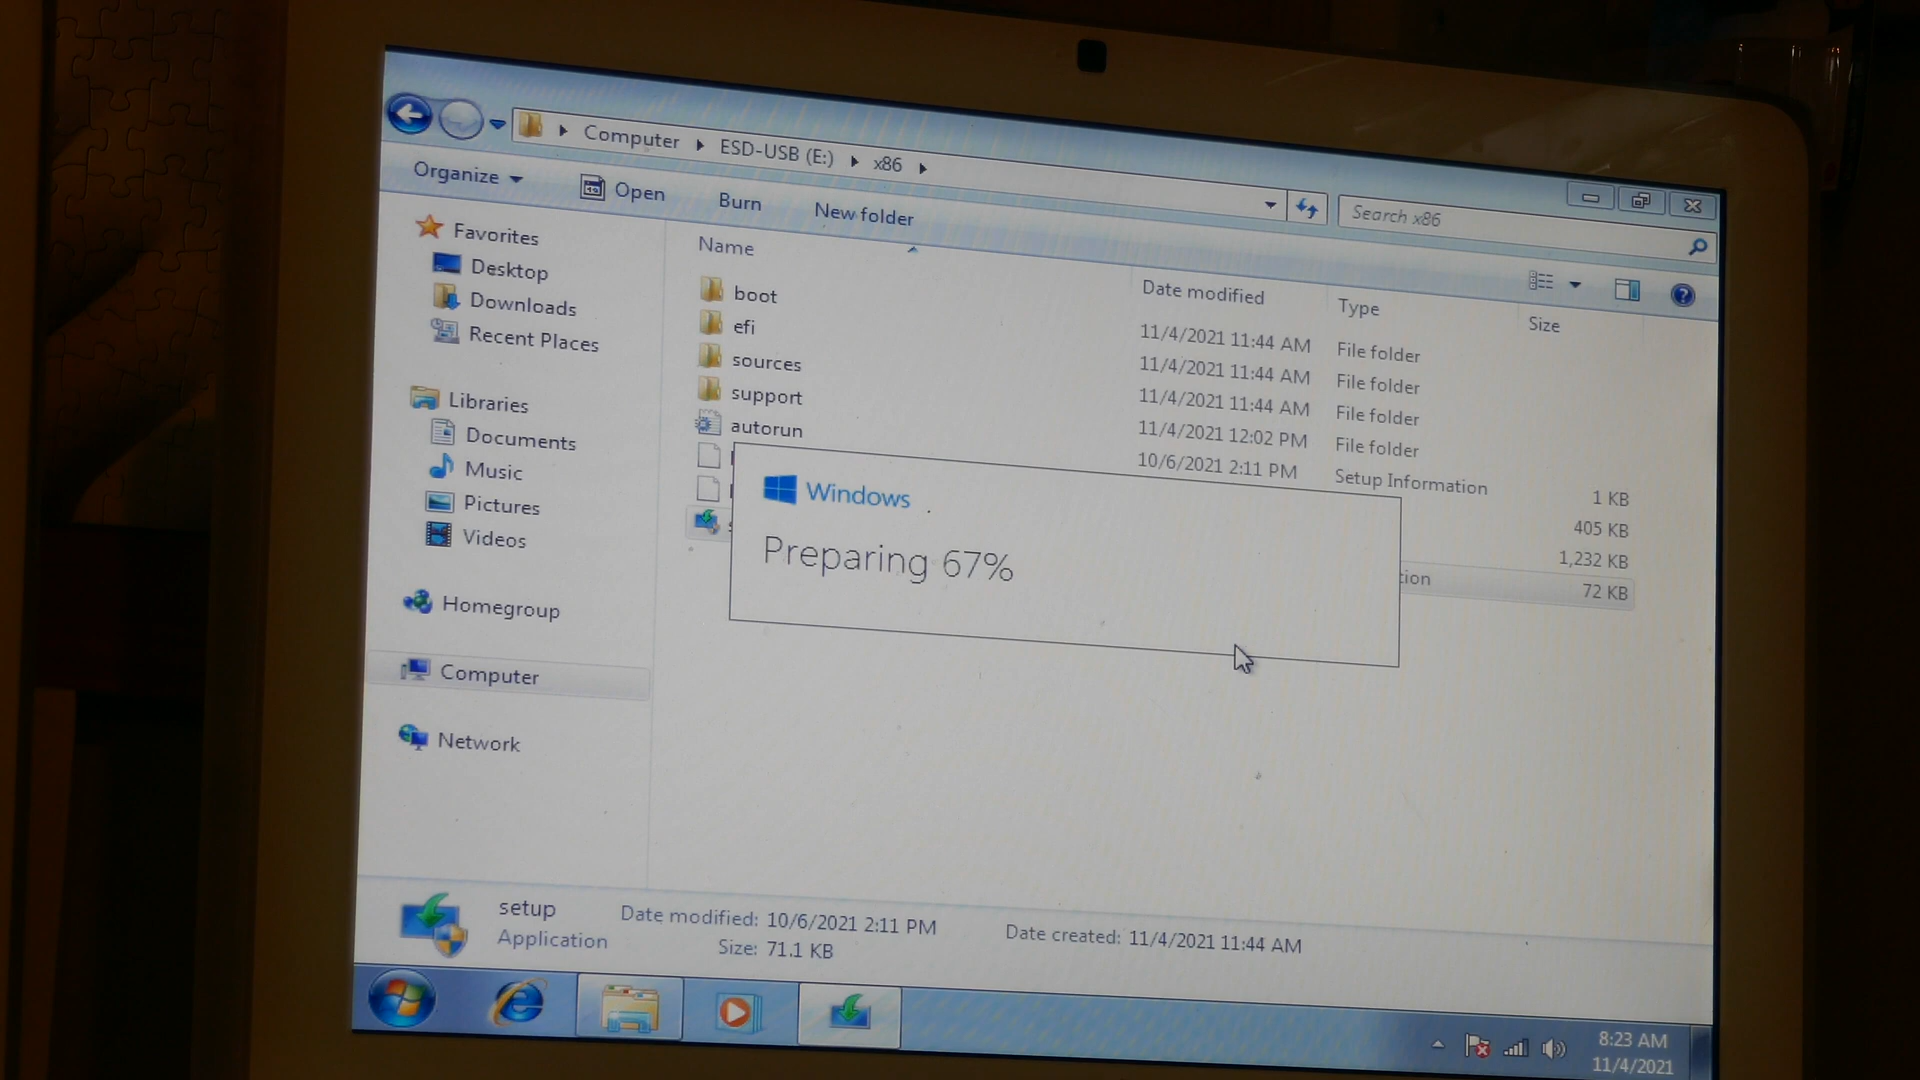 Computer ▸ ESD-USB (E:) ▸ x86 ▸
Search x86
Organize
Open
Burn
New folder
Name
Date modified
Type
Size
Favorites
Desktop
Downloads
Recent Places
Libraries
Documents
Music
Pictures
Videos
Homegroup
Computer
Network
boot
11/4/2021 11:44 AM
File folder
efi
11/4/2021 11:44 AM
File folder
sources
11/4/2021 11:44 AM
File folder
support
11/4/2021 12:02 PM
File folder
autorun
10/6/2021 2:11 PM
Setup Information
1 KB
405 KB
1,232 KB
72 KB
Windows
Preparing 67%
setup
Application
Date modified: 10/6/2021 2:11 PM
Size: 71.1 KB
Date created: 11/4/2021 11:44 AM
8:23 AM
11/4/2021